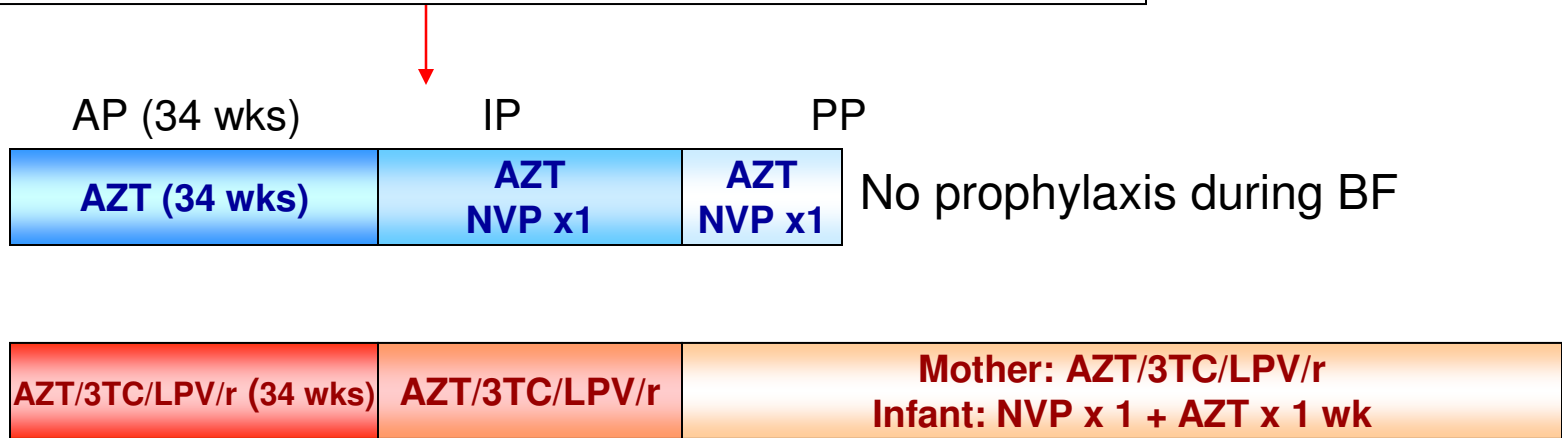 AP (34 wks) IP PP
AZT (34 wks)
AZT
NVP x1
AZT
NVP x1
No prophylaxis during BF
AZT/3TC/LPV/r (34 wks)
AZT/3TC/LPV/r
Mother: AZT/3TC/LPV/r
Infant: NVP x 1 + AZT x 1 wk